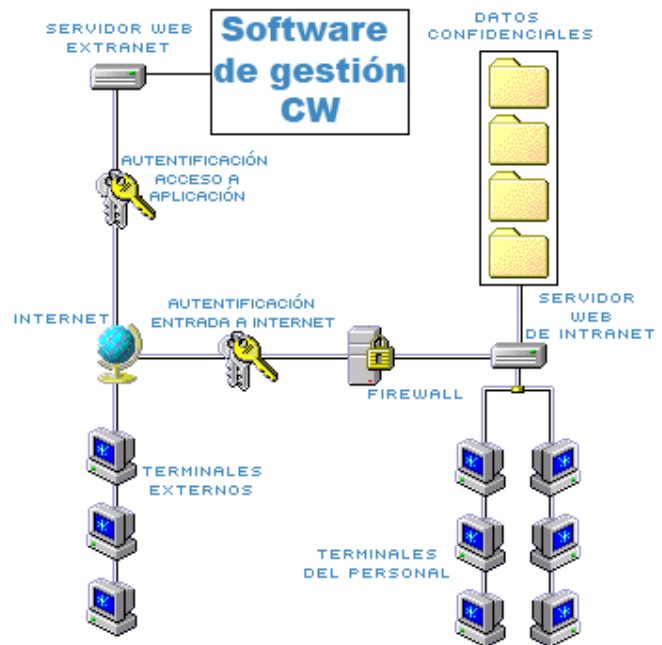 SERVIDOR WEB
EXTRANET
Software
de gestión
CW
DATOS
CONFIDENCIALES
AUTENTIFICACIÓN
ACCESO A
APLICACIÓN
INTERNET
AUTENTIFICACIÓN
ENTRADA A INTERNET
FIREWALL
SERVIDOR
WEB
DE INTRANET
TERMINALES
EXTERNOS
TERMINALES
DEL PERSONAL